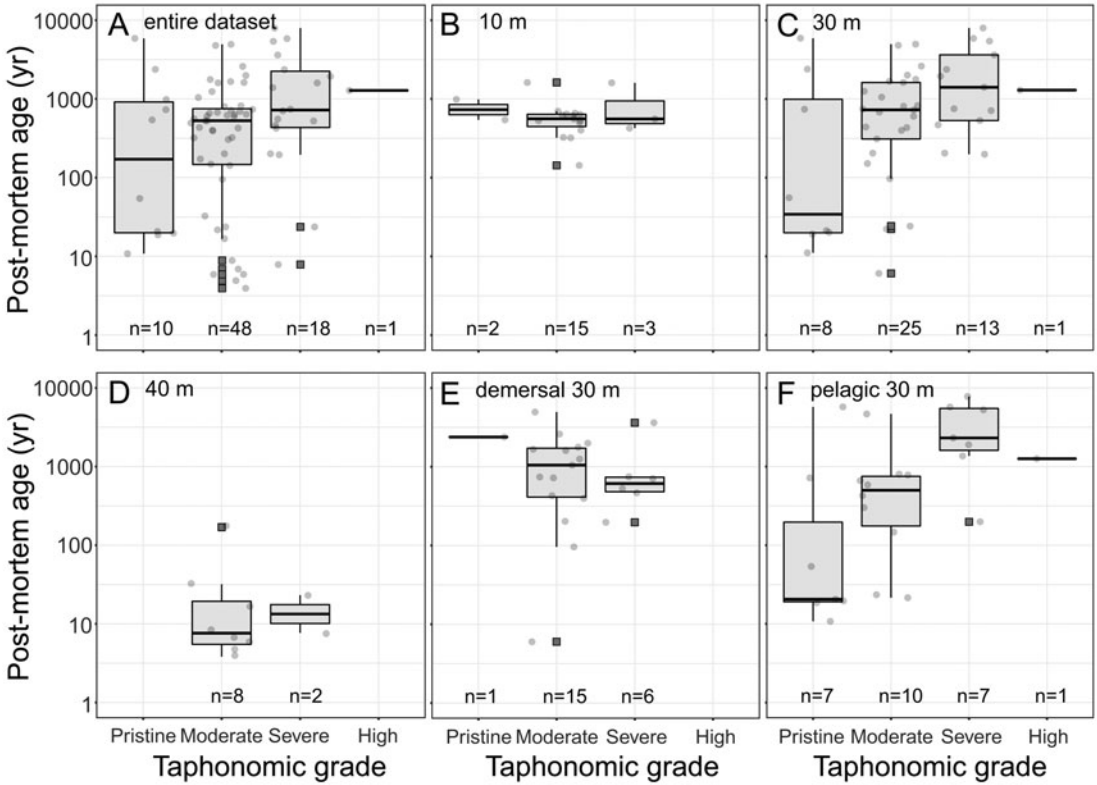 A entire dataset
B 10 m
C 30 m
Post-mortem age (yr)
10000
1000
100
10
1
n=10 n=48 n=18 n=1
n=2 n=15 n=3
n=8 n=25 n=13 n=1
D 40 m
E demersal 30 m
F pelagic 30 m
Post-mortem age (yr)
10000
1000
100
10
1
n=8 n=2
n=1 n=15 n=6
n=7 n=10 n=7 n=1
Pristine Moderate Severe High
Pristine Moderate Severe High
Pristine Moderate Severe High
Taphonomic grade
Taphonomic grade
Taphonomic grade